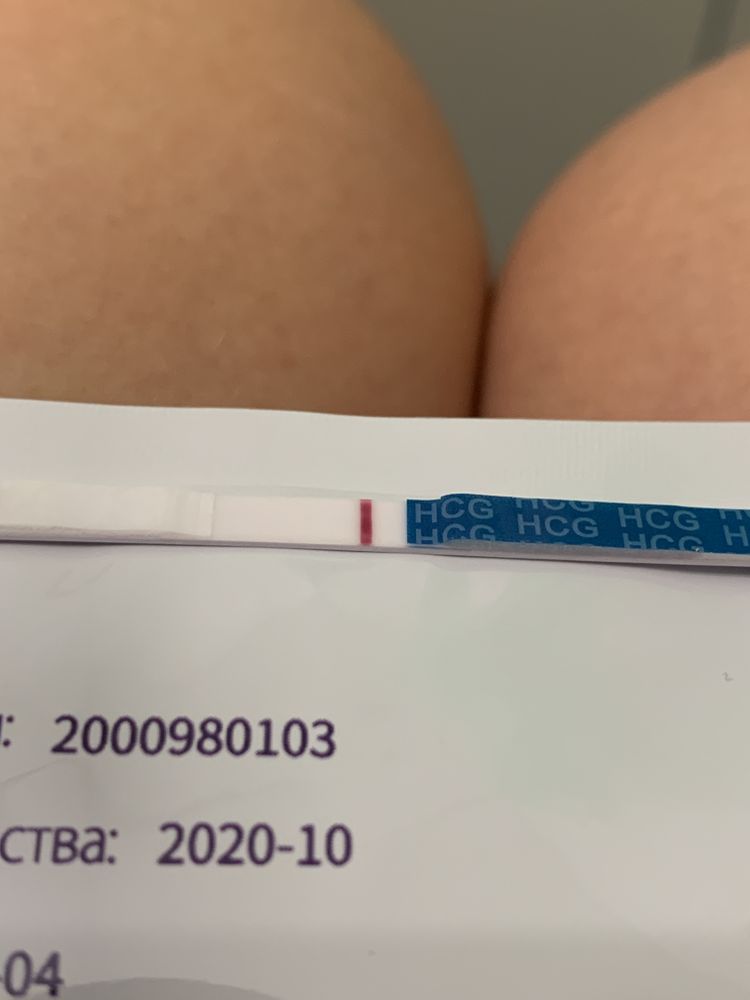 HCG HCG HCG H
HCG HCG HCG H
: 2000980103
ства: 2020-10
-04